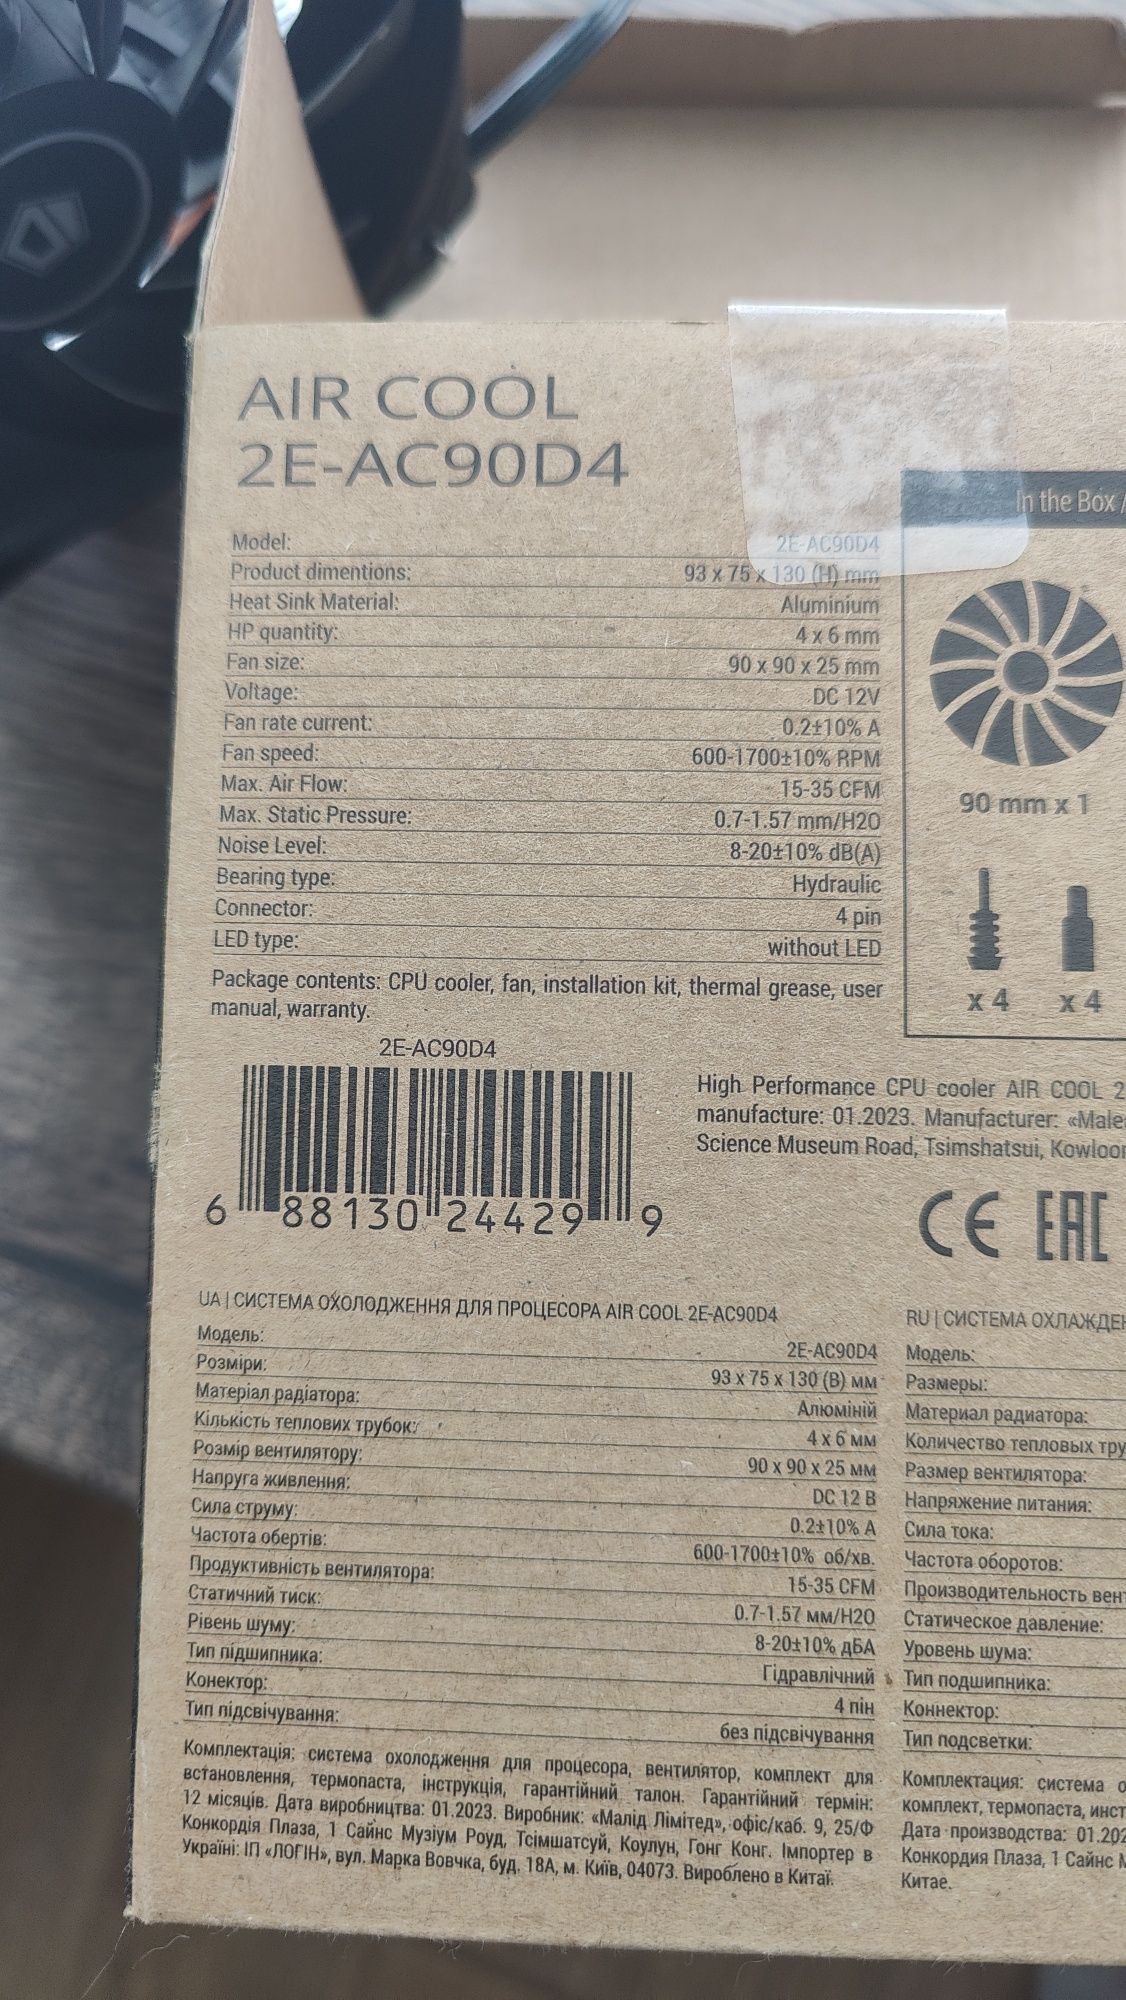 AIR COOL
2E-AC90D4
Model: 2E-AC90D4
Product dimentions: 93 x 75 x 130 (H) mm
Heat Sink Material: Aluminium
HP quantity: 4 x 6 mm
Fan size: 90 x 90 x 25 mm
Voltage: DC 12V
Fan rate current: 0.2±10% A
Fan speed: 600-1700±10% RPM
Max. Air Flow: 15-35 CFM
Max. Static Pressure: 0.7-1.57 mm/H2O
Noise Level: 8-20±10% dB(A)
Bearing type: Hydraulic
Connector: 4 pin
LED type: without LED
Package contents: CPU cooler, fan, installation kit, thermal grease, user
manual, warranty.
In the Box /
90 mm x 1
x 4 x 4
2E-AC90D4
6 88130 24429 9
High Performance CPU cooler AIR COOL 2
manufacture: 01.2023. Manufacturer: «Male
Science Museum Road, Tsimshatsui, Kowloon
CE EAC
UA | СИСТЕМА ОХОЛОДЖЕННЯ ДЛЯ ПРОЦЕСОРА AIR COOL 2E-AC90D4
Модель: 2E-AC90D4
Розміри: 93 x 75 x 130 (В) мм
Матеріал радіатора: Алюміній
Кількість теплових трубок: 4 x 6 мм
Розмір вентилятору: 90 x 90 x 25 мм
Напруга живлення: DC 12 В
Сила струму: 0.2±10% А
Частота обертів: 600-1700±10% об/хв.
Продуктивність вентилятора: 15-35 CFM
Статичний тиск: 0.7-1.57 мм/H2O
Рівень шуму: 8-20±10% дБА
Тип підшипника: Гідравлічний
Конектор: 4 пін
Тип підсвічування: без підсвічування
Комплектація: система охолодження для процесора, вентилятор, комплект для
встановлення, термопаста, інструкція, гарантійний талон. Гарантійний термін:
12 місяців. Дата виробництва: 01.2023. Виробник: «Малід Лімітед», офіс/каб. 9, 25/Ф
Конкордія Плаза, 1 Сайнс Музіум Роуд, Тсімшатсуй, Коулун, Гонг Конг. Імпортер в
Україні: ІП «ЛОГІН», вул. Марка Вовчка, буд. 18А, м. Київ, 04073. Вироблено в Китаї.
RU | СИСТЕМА ОХЛАЖДЕН
Модель:
Размеры:
Материал радиатора:
Количество тепловых тру
Размер вентилятора:
Напряжение питания:
Сила тока:
Частота оборотов:
Производительность вент
Статическое давление:
Уровень шума:
Тип подшипника:
Коннектор:
Тип подсветки:
Комплектация: система о
комплект, термопаста, инст
Дата производства: 01.202
Конкордия Плаза, 1 Сайнс М
Китае.